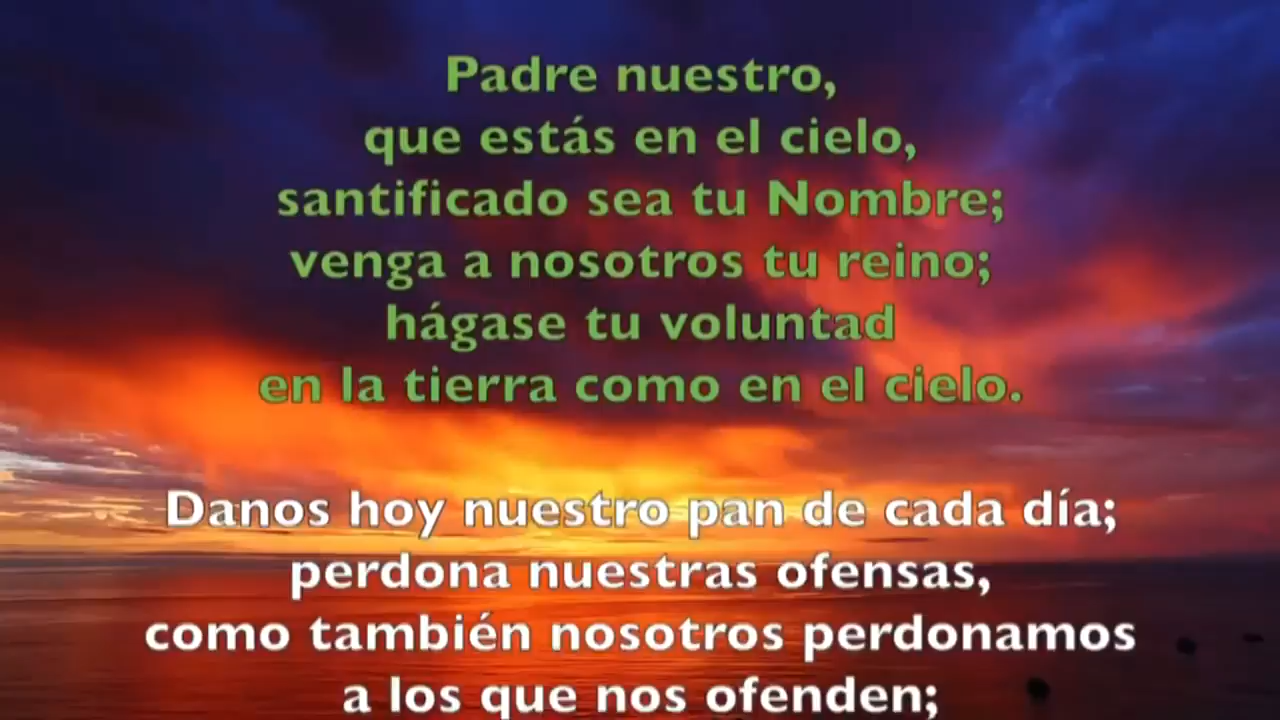 Padre nuestro,
que estás en el cielo,
santificado sea tu Nombre;
venga a nosotros tu reino;
hágase tu voluntad
en la tierra como en el cielo.
Danos hoy nuestro pan de cada día;
perdona nuestras ofensas,
como también nosotros perdonamos
a los que nos ofenden;